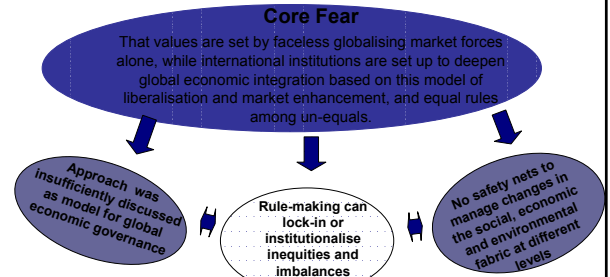 Core Fear
That values are set by faceless globalising market forces
alone, while international institutions are set up to deepen
global economic integration based on this model of
liberalisation and market enhancement, and equal rules
among un-equals.
Approach was
insufficiently discussed
as model for global
economic governance
Rule-making can
lock-in or
institutionalise
inequities and
imbalances
No safety nets to
manage changes in
the social, economic
and environmental
fabric at different
levels